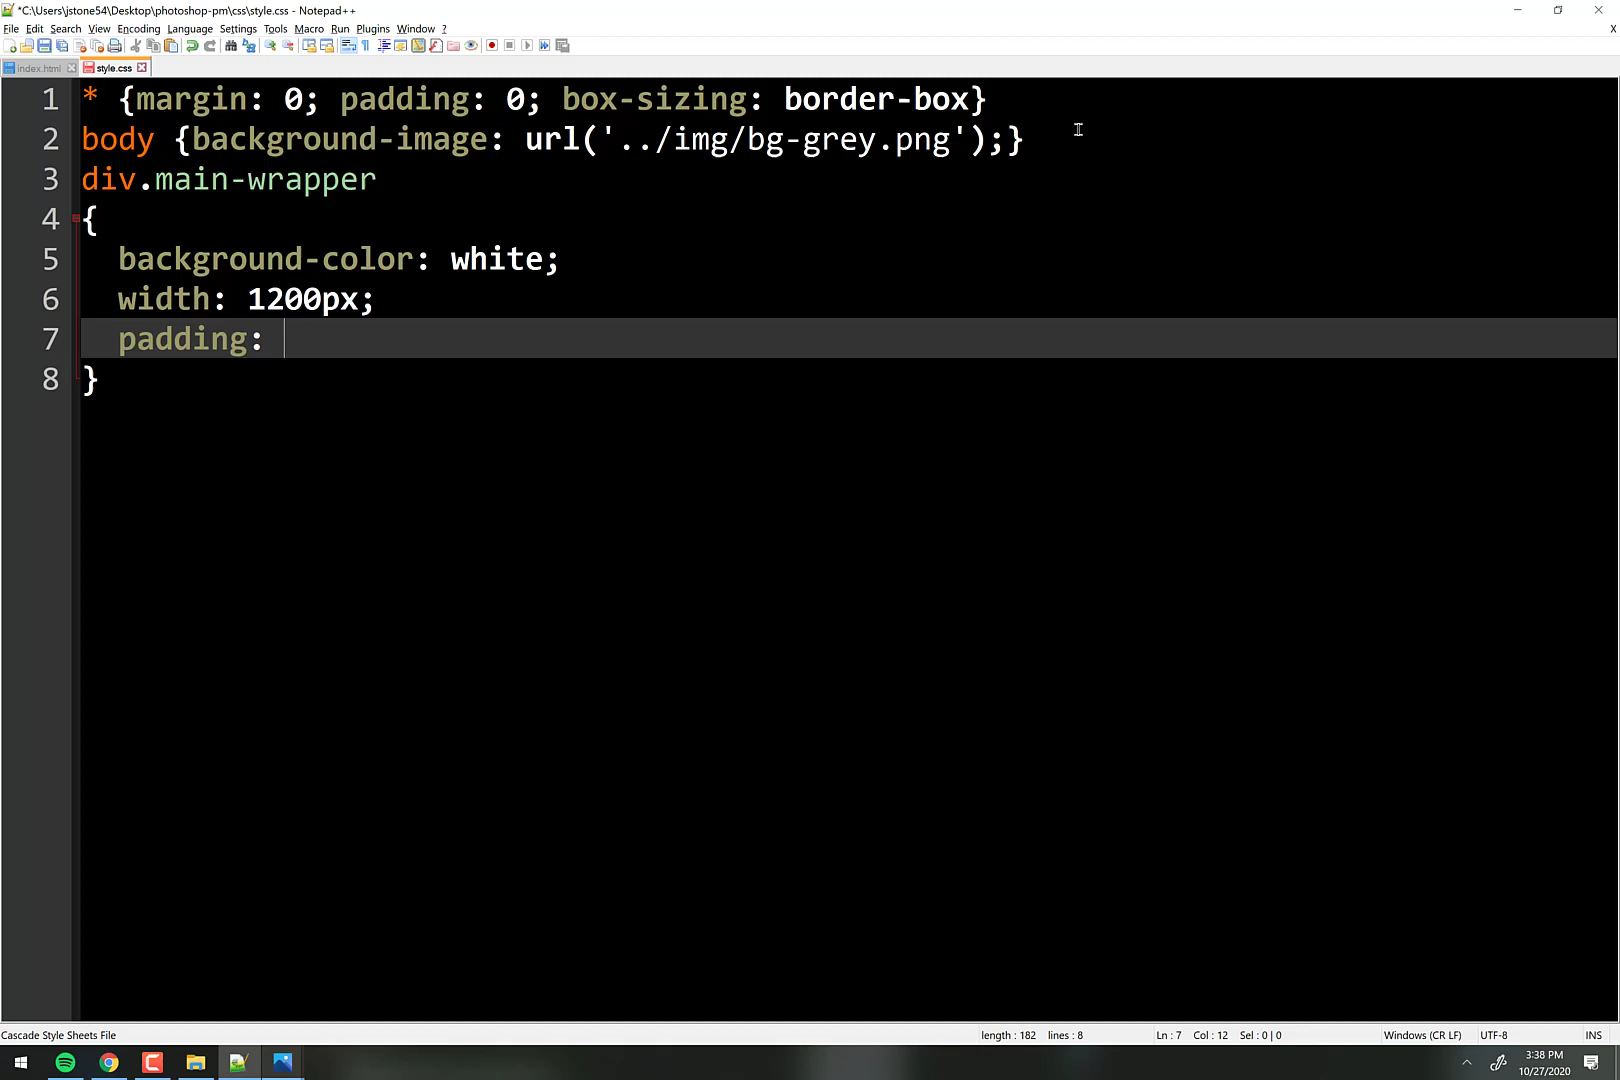 *C:\Users\jstone54\Desktop\photoshop-pm\css\style.css - Notepad++
File Edit Search View Encoding Language Settings Tools Macro Run Plugins Window ? X
index.html style.css
1 * {margin: 0; padding: 0; box-sizing: border-box}
2 body {background-image: url('../img/bg-grey.png');}
3 div.main-wrapper
4 {
5 background-color: white;
6 width: 1200px;
7 padding:
8 }
Cascade Style Sheets File length : 182 lines : 8 Ln : 7 Col : 12 Sel : 0 | 0 Windows (CR LF) UTF-8 INS
3:38 PM
10/27/2020